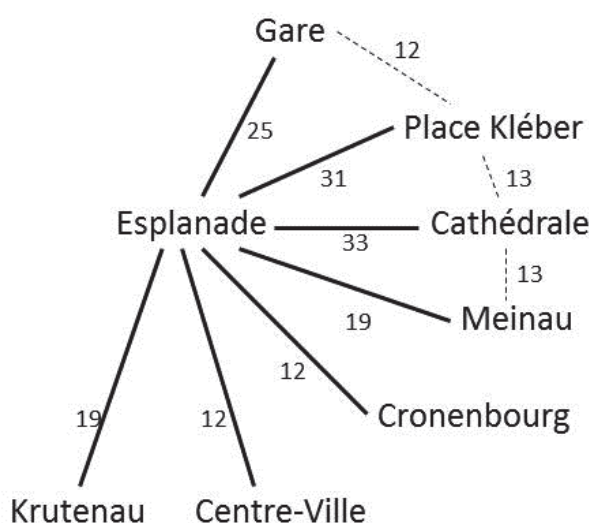 Gare
12
25
Place Kléber
31
13
Esplanade
Cathédrale
33
13
Meinau
19
12
Cronenbourg
19
12
Krutenau
Centre-Ville